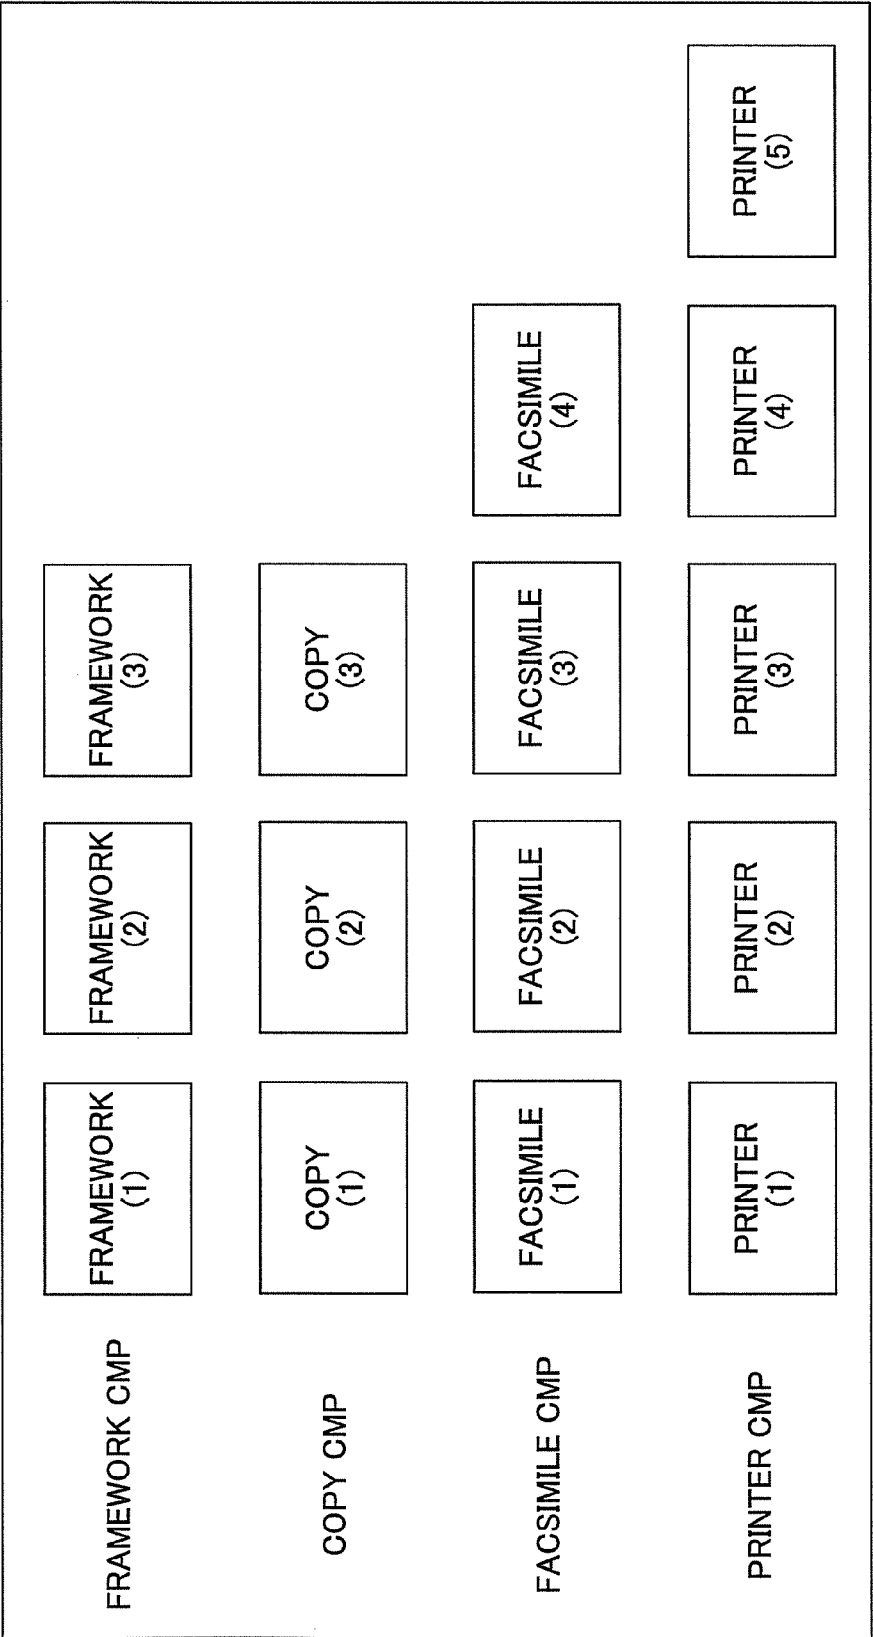 FRAMEWORK CMP
FRAMEWORK
(1)
FRAMEWORK
(2)
FRAMEWORK
(3)
COPY CMP
COPY
(1)
COPY
(2)
COPY
(3)
FACSIMILE CMP
FACSIMILE
(1)
FACSIMILE
(2)
FACSIMILE
(3)
FACSIMILE
(4)
PRINTER CMP
PRINTER
(1)
PRINTER
(2)
PRINTER
(3)
PRINTER
(4)
PRINTER
(5)